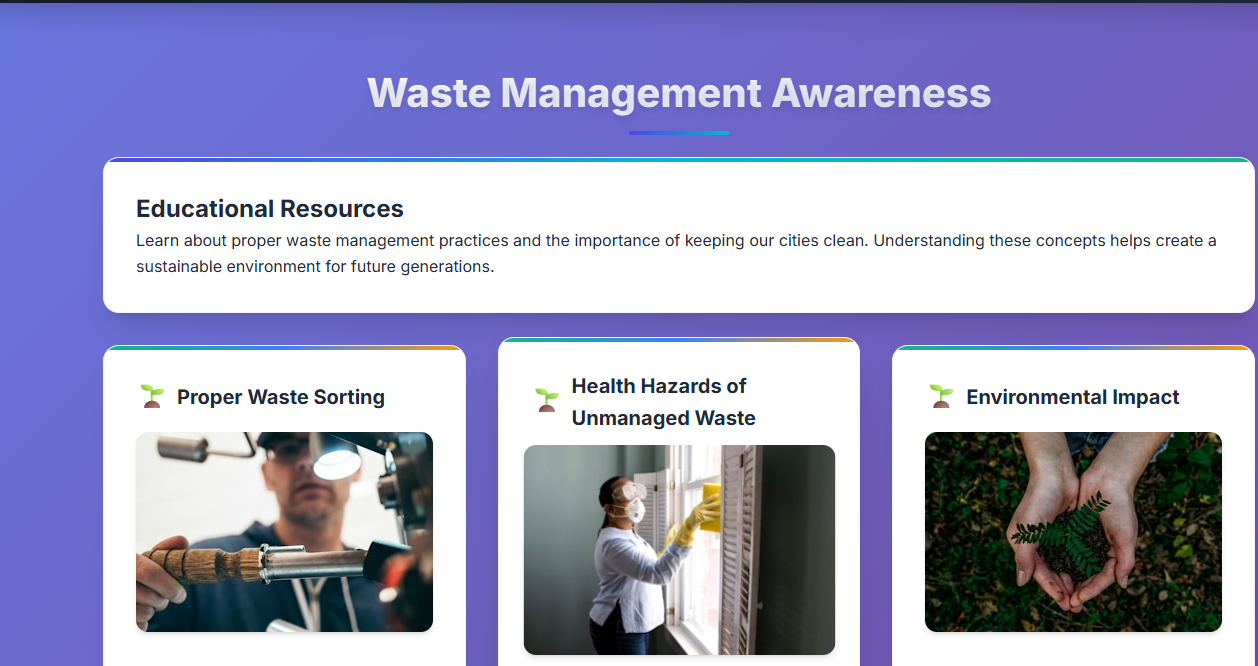 Waste Management Awareness
Educational Resources
Learn about proper waste management practices and the importance of keeping our cities clean. Understanding these concepts helps create a
sustainable environment for future generations.
Proper Waste Sorting
Health Hazards of
Unmanaged Waste
Environmental Impact